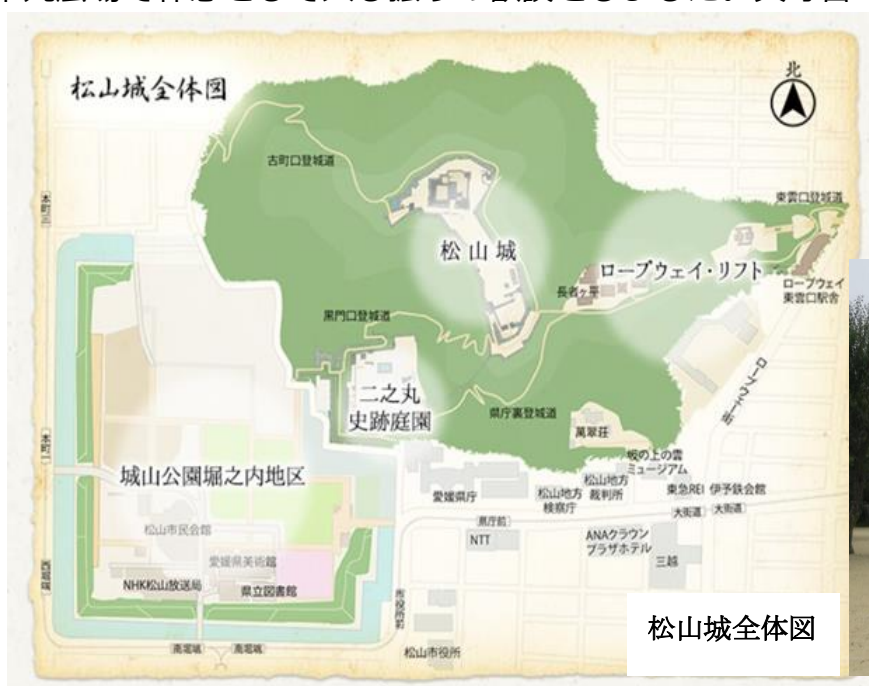 松山城全体図
北
古町口登城道
東雲口登城道
本町三
松山城
ロープウェイ・リフト
長者ヶ平
ロープウェイ
東雲口駅舎
黒門口登城道
ロープウェイ街
二之丸
史跡庭園
県庁裏登城道
萬翠荘
坂の上の雲
ミュージアム
本町一
城山公園堀之内地区
愛媛県庁
松山地方
検察庁
松山地方
裁判所
東急REI
伊予鉄会館
大街道
大街道
県庁前
NTT
ANAクラウン
プラザホテル
三越
松山市民会館
愛媛県美術館
NHK松山放送局
県立図書館
西堀端
市役所前
南堀端
南堀端
松山市役所
松山城全体図